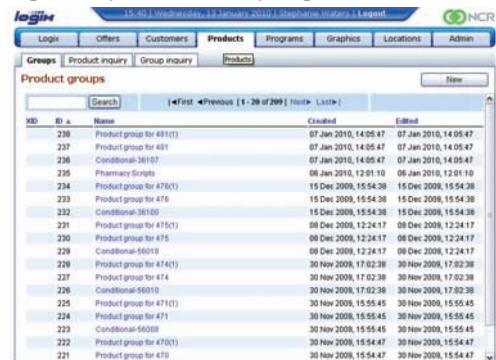 logix 15:40 | Wednesday, 13 January 2010 | Stephanie Waters | Logout NCR
Logix Offers Customers Products Programs Graphics Locations Admin
Groups Product inquiry Group inquiry Products
Product groups New
Search |◄First ◄Previous [ 1 - 20 of 209 ] Next► Last►|
XID ID ▲ Name Created Edited
238 Product group for 481(1) 07 Jan 2010, 14:05:47 07 Jan 2010, 14:05:47
237 Product group for 481 07 Jan 2010, 14:05:47 07 Jan 2010, 14:05:47
236 Conditional-36107 07 Jan 2010, 14:05:47 07 Jan 2010, 14:05:47
235 Pharmacy Scripts 06 Jan 2010, 12:01:10 06 Jan 2010, 12:01:10
234 Product group for 476(1) 15 Dec 2009, 15:54:38 15 Dec 2009, 15:54:38
233 Product group for 476 15 Dec 2009, 15:54:38 15 Dec 2009, 15:54:38
232 Conditional-36100 15 Dec 2009, 15:54:38 15 Dec 2009, 15:54:38
231 Product group for 475(1) 08 Dec 2009, 12:24:17 08 Dec 2009, 12:24:17
230 Product group for 475 08 Dec 2009, 12:24:17 08 Dec 2009, 12:24:17
229 Conditional-56018 08 Dec 2009, 12:24:17 08 Dec 2009, 12:24:17
228 Product group for 474(1) 30 Nov 2009, 17:02:38 30 Nov 2009, 17:02:38
227 Product group for 474 30 Nov 2009, 17:02:38 30 Nov 2009, 17:02:38
226 Conditional-56010 30 Nov 2009, 17:02:38 30 Nov 2009, 17:02:38
225 Product group for 471(1) 30 Nov 2009, 15:55:45 30 Nov 2009, 15:55:45
224 Product group for 471 30 Nov 2009, 15:55:45 30 Nov 2009, 15:55:45
223 Conditional-56008 30 Nov 2009, 15:55:45 30 Nov 2009, 15:55:45
222 Product group for 470(1) 30 Nov 2009, 15:54:47 30 Nov 2009, 15:54:47
221 Product group for 470 30 Nov 2009, 15:54:47 30 Nov 2009, 15:54:47